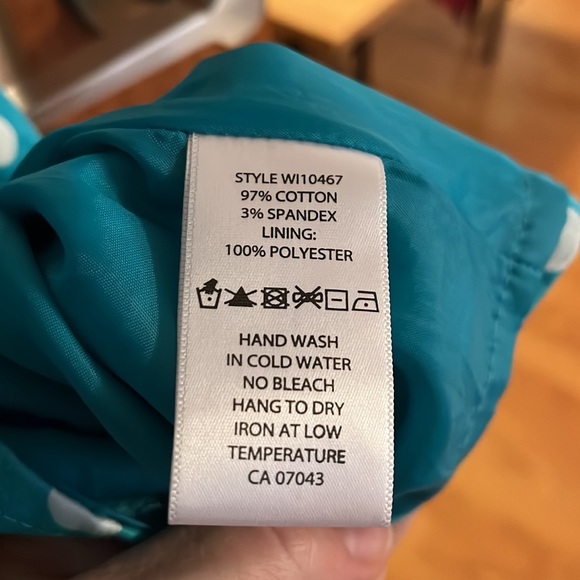 STYLE WI10467
97% COTTON
3% SPANDEX
LINING:
100% POLYESTER
HAND WASH
IN COLD WATER
NO BLEACH
HANG TO DRY
IRON AT LOW
TEMPERATURE
CA 07043